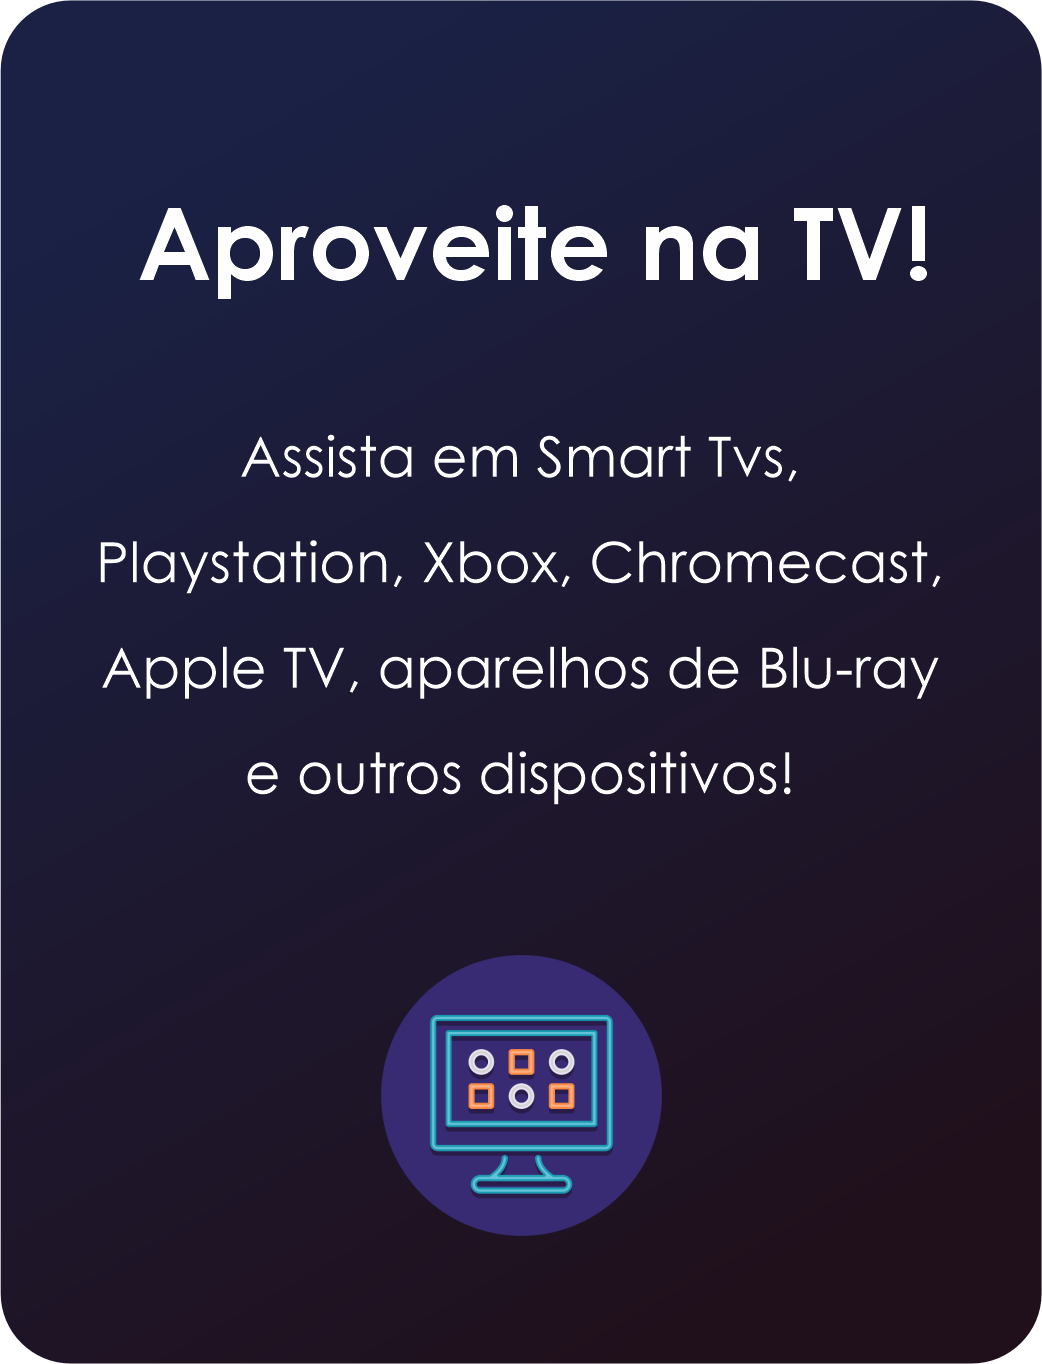 Aproveite na TV!
Assista em Smart Tvs,
Playstation, Xbox, Chromecast,
Apple TV, aparelhos de Blu-ray
e outros dispositivos!